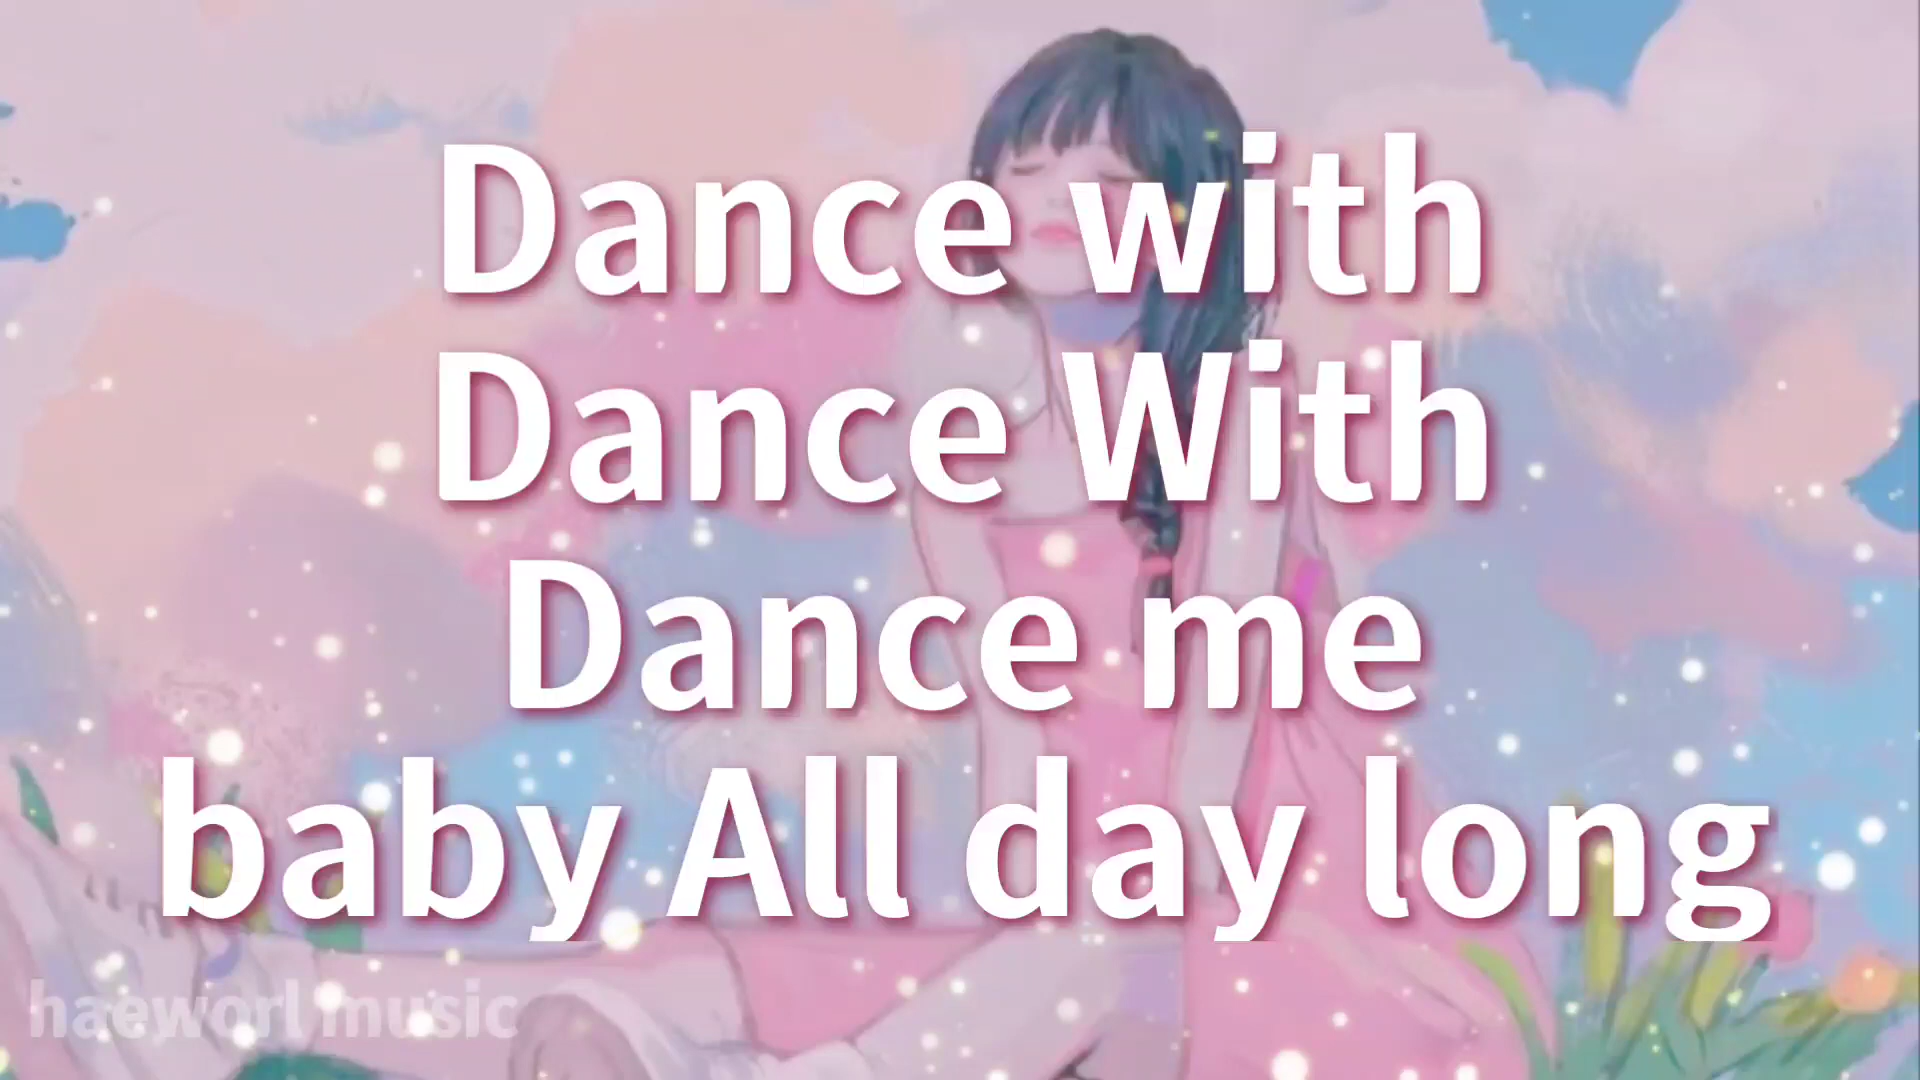 Dance with
Dance With
Dance me
baby All day long
haeworl music